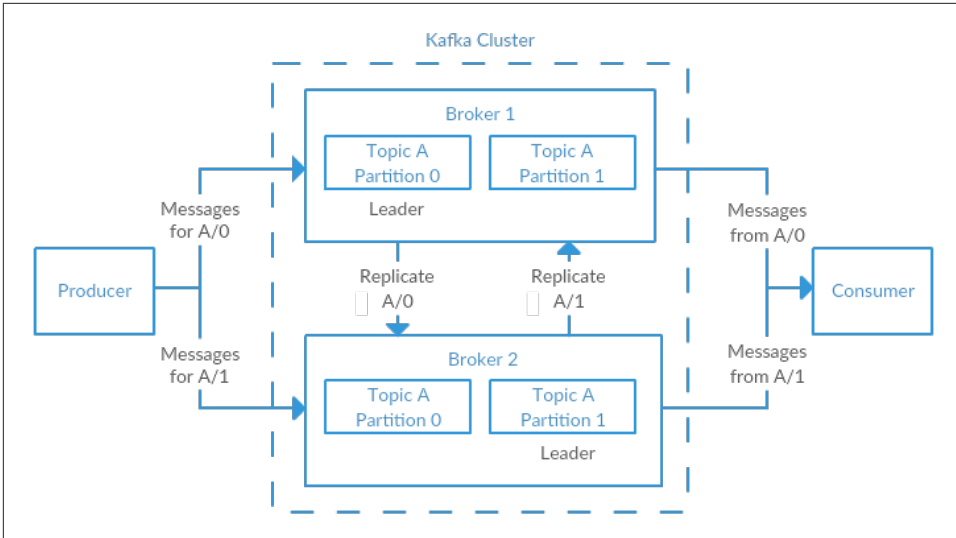 Kafka Cluster
Broker 1
Topic A
Partition 0
Topic A
Partition 1
Leader
Messages
for A/0
Messages
from A/0
Replicate
A/0
Replicate
A/1
Producer
Consumer
Messages
for A/1
Messages
from A/1
Broker 2
Topic A
Partition 0
Topic A
Partition 1
Leader